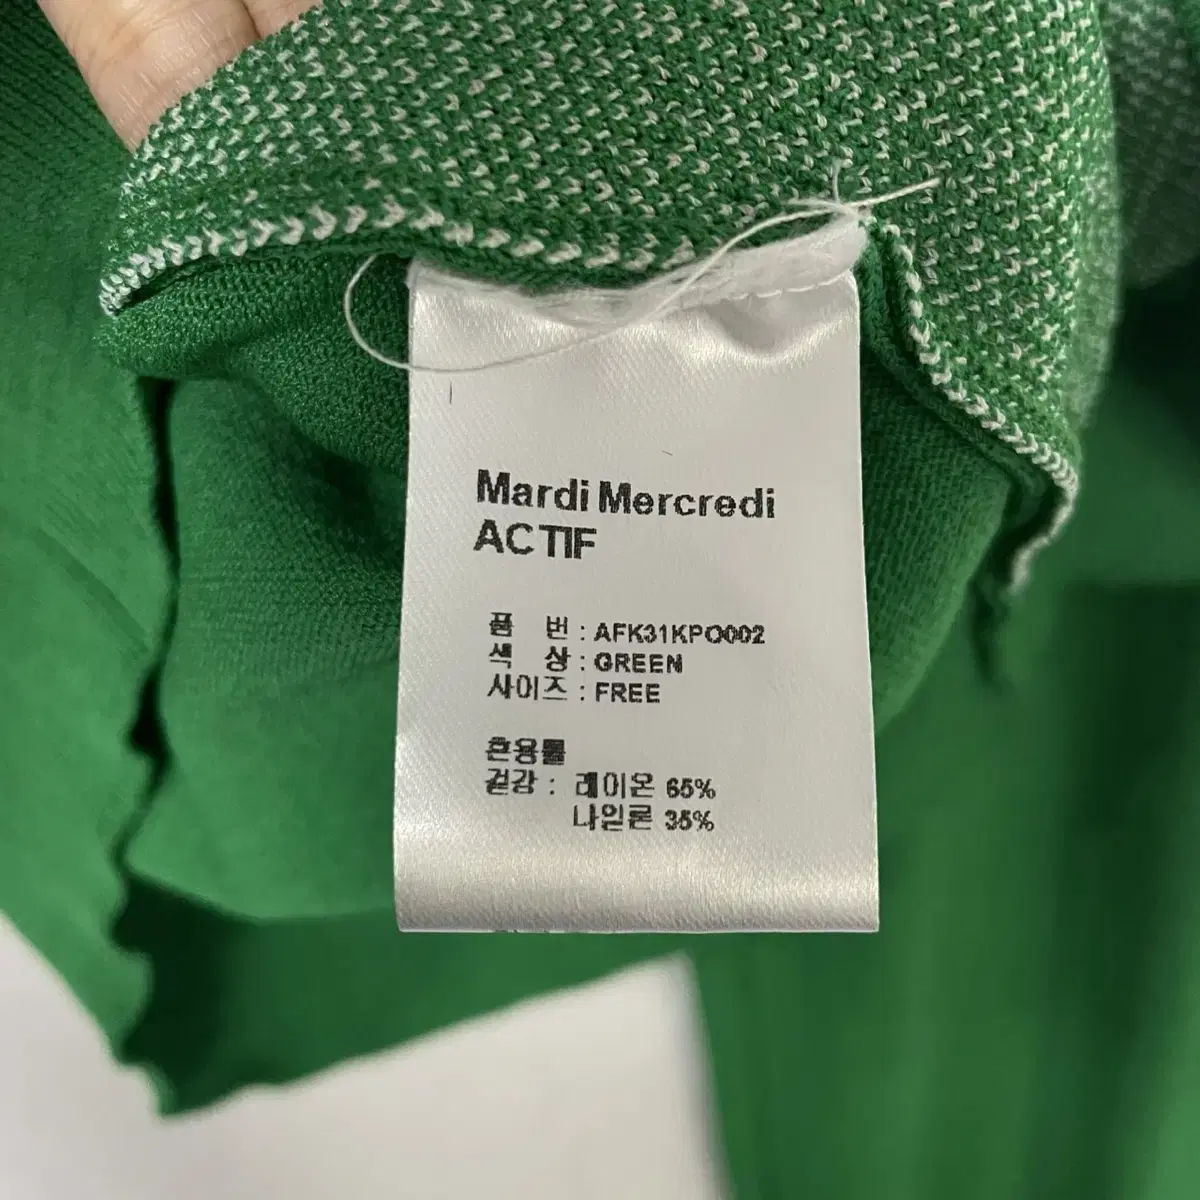 Mardi Mercredi
ACTIF
품 번 : AFK31KPO002
색 상 : GREEN
사이즈 : FREE
혼용률
겉감 : 레이온 65%
나일론 35%